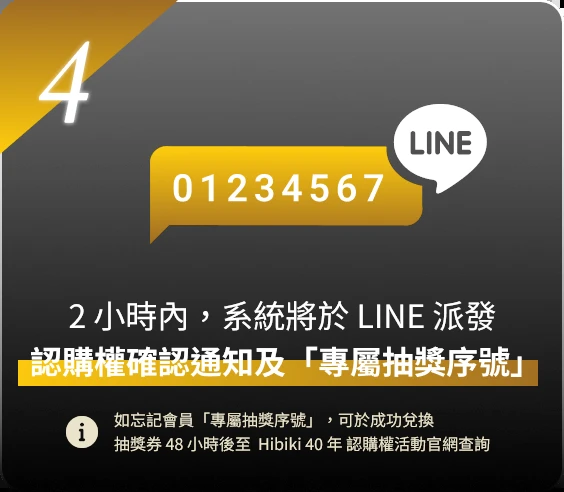 4
LINE
01234567
2 小時內，系統將於 LINE 派發
認購權確認通知及「專屬抽獎序號」
如忘記會員「專屬抽獎序號」，可於成功兌換
抽獎券 48 小時後至 Hibiki 40 年 認購權活動官網查詢